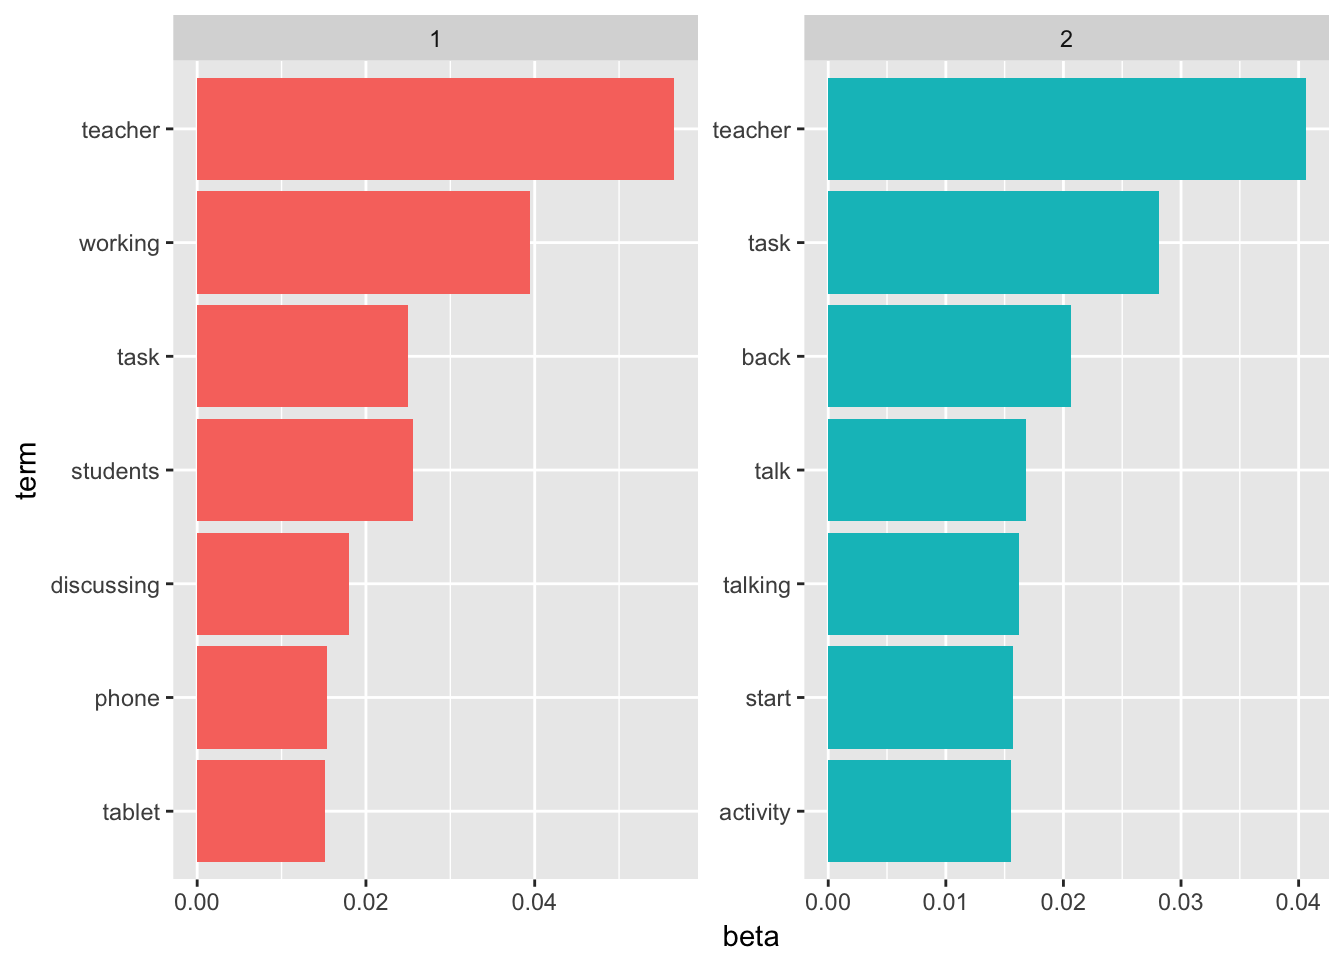 1
2
term
teacher
working
task
students
discussing
phone
tablet
0.00 0.02 0.04
teacher
task
back
talk
talking
start
activity
0.00 0.01 0.02 0.03 0.04
beta